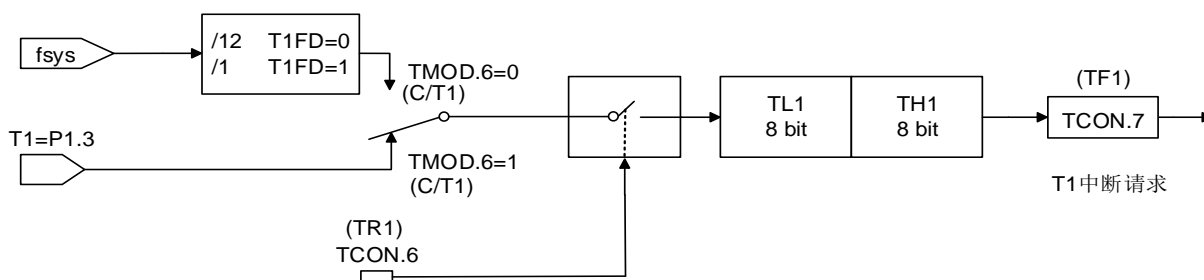 fsys
/12 T1FD=0
/1 T1FD=1
TMOD.6=0
(C/T1)
T1=P1.3
TMOD.6=1
(C/T1)
(TR1)
TCON.6
TL1
8 bit
TH1
8 bit
(TF1)
TCON.7
T1中断请求